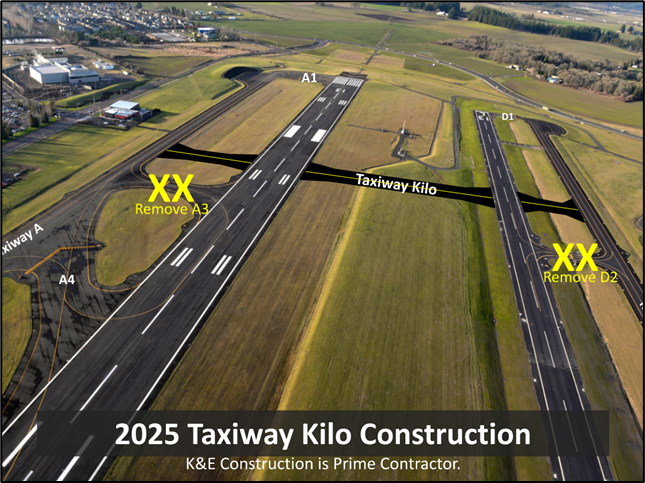 A1
D1
Taxiway Kilo
XX
Remove A3
xiway A
A4
XX
Remove D2
2025 Taxiway Kilo Construction
K&E Construction is Prime Contractor.